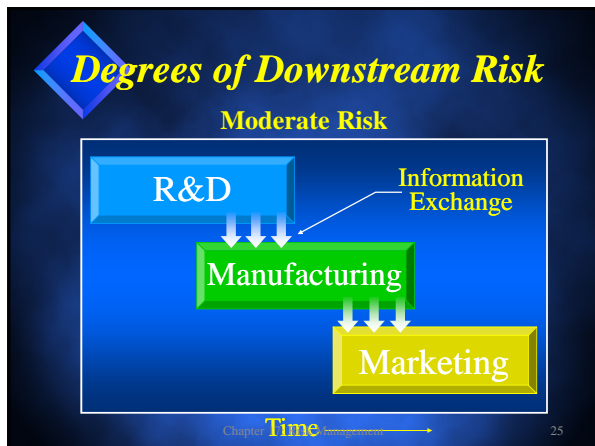 Degrees of Downstream Risk
Moderate Risk
R&D
Information
Exchange
Manufacturing
Marketing
Time
Chapter Management
25